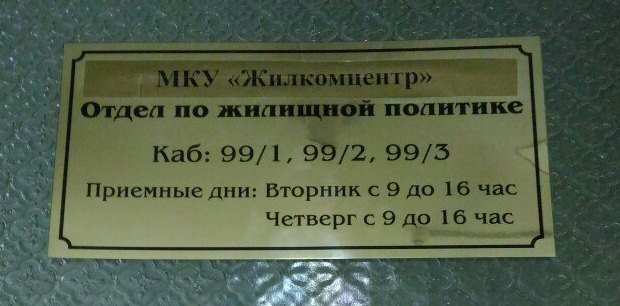 МКУ «Жилкомцентр»
Отдел по жилищной политике
Каб: 99/1, 99/2, 99/3
Приемные дни: Вторник с 9 до 16 час
Четверг с 9 до 16 час